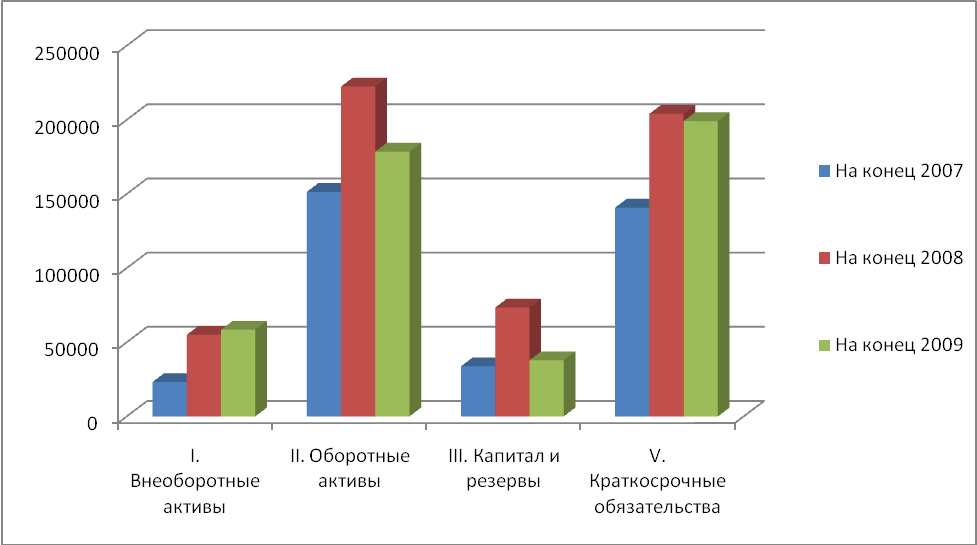 250000
200000
150000
100000
50000
0
I.
Внеоборотные
активы
II. Оборотные
активы
III. Капитал и
резервы
V.
Краткосрочные
обязательства
На конец 2007
На конец 2008
На конец 2009